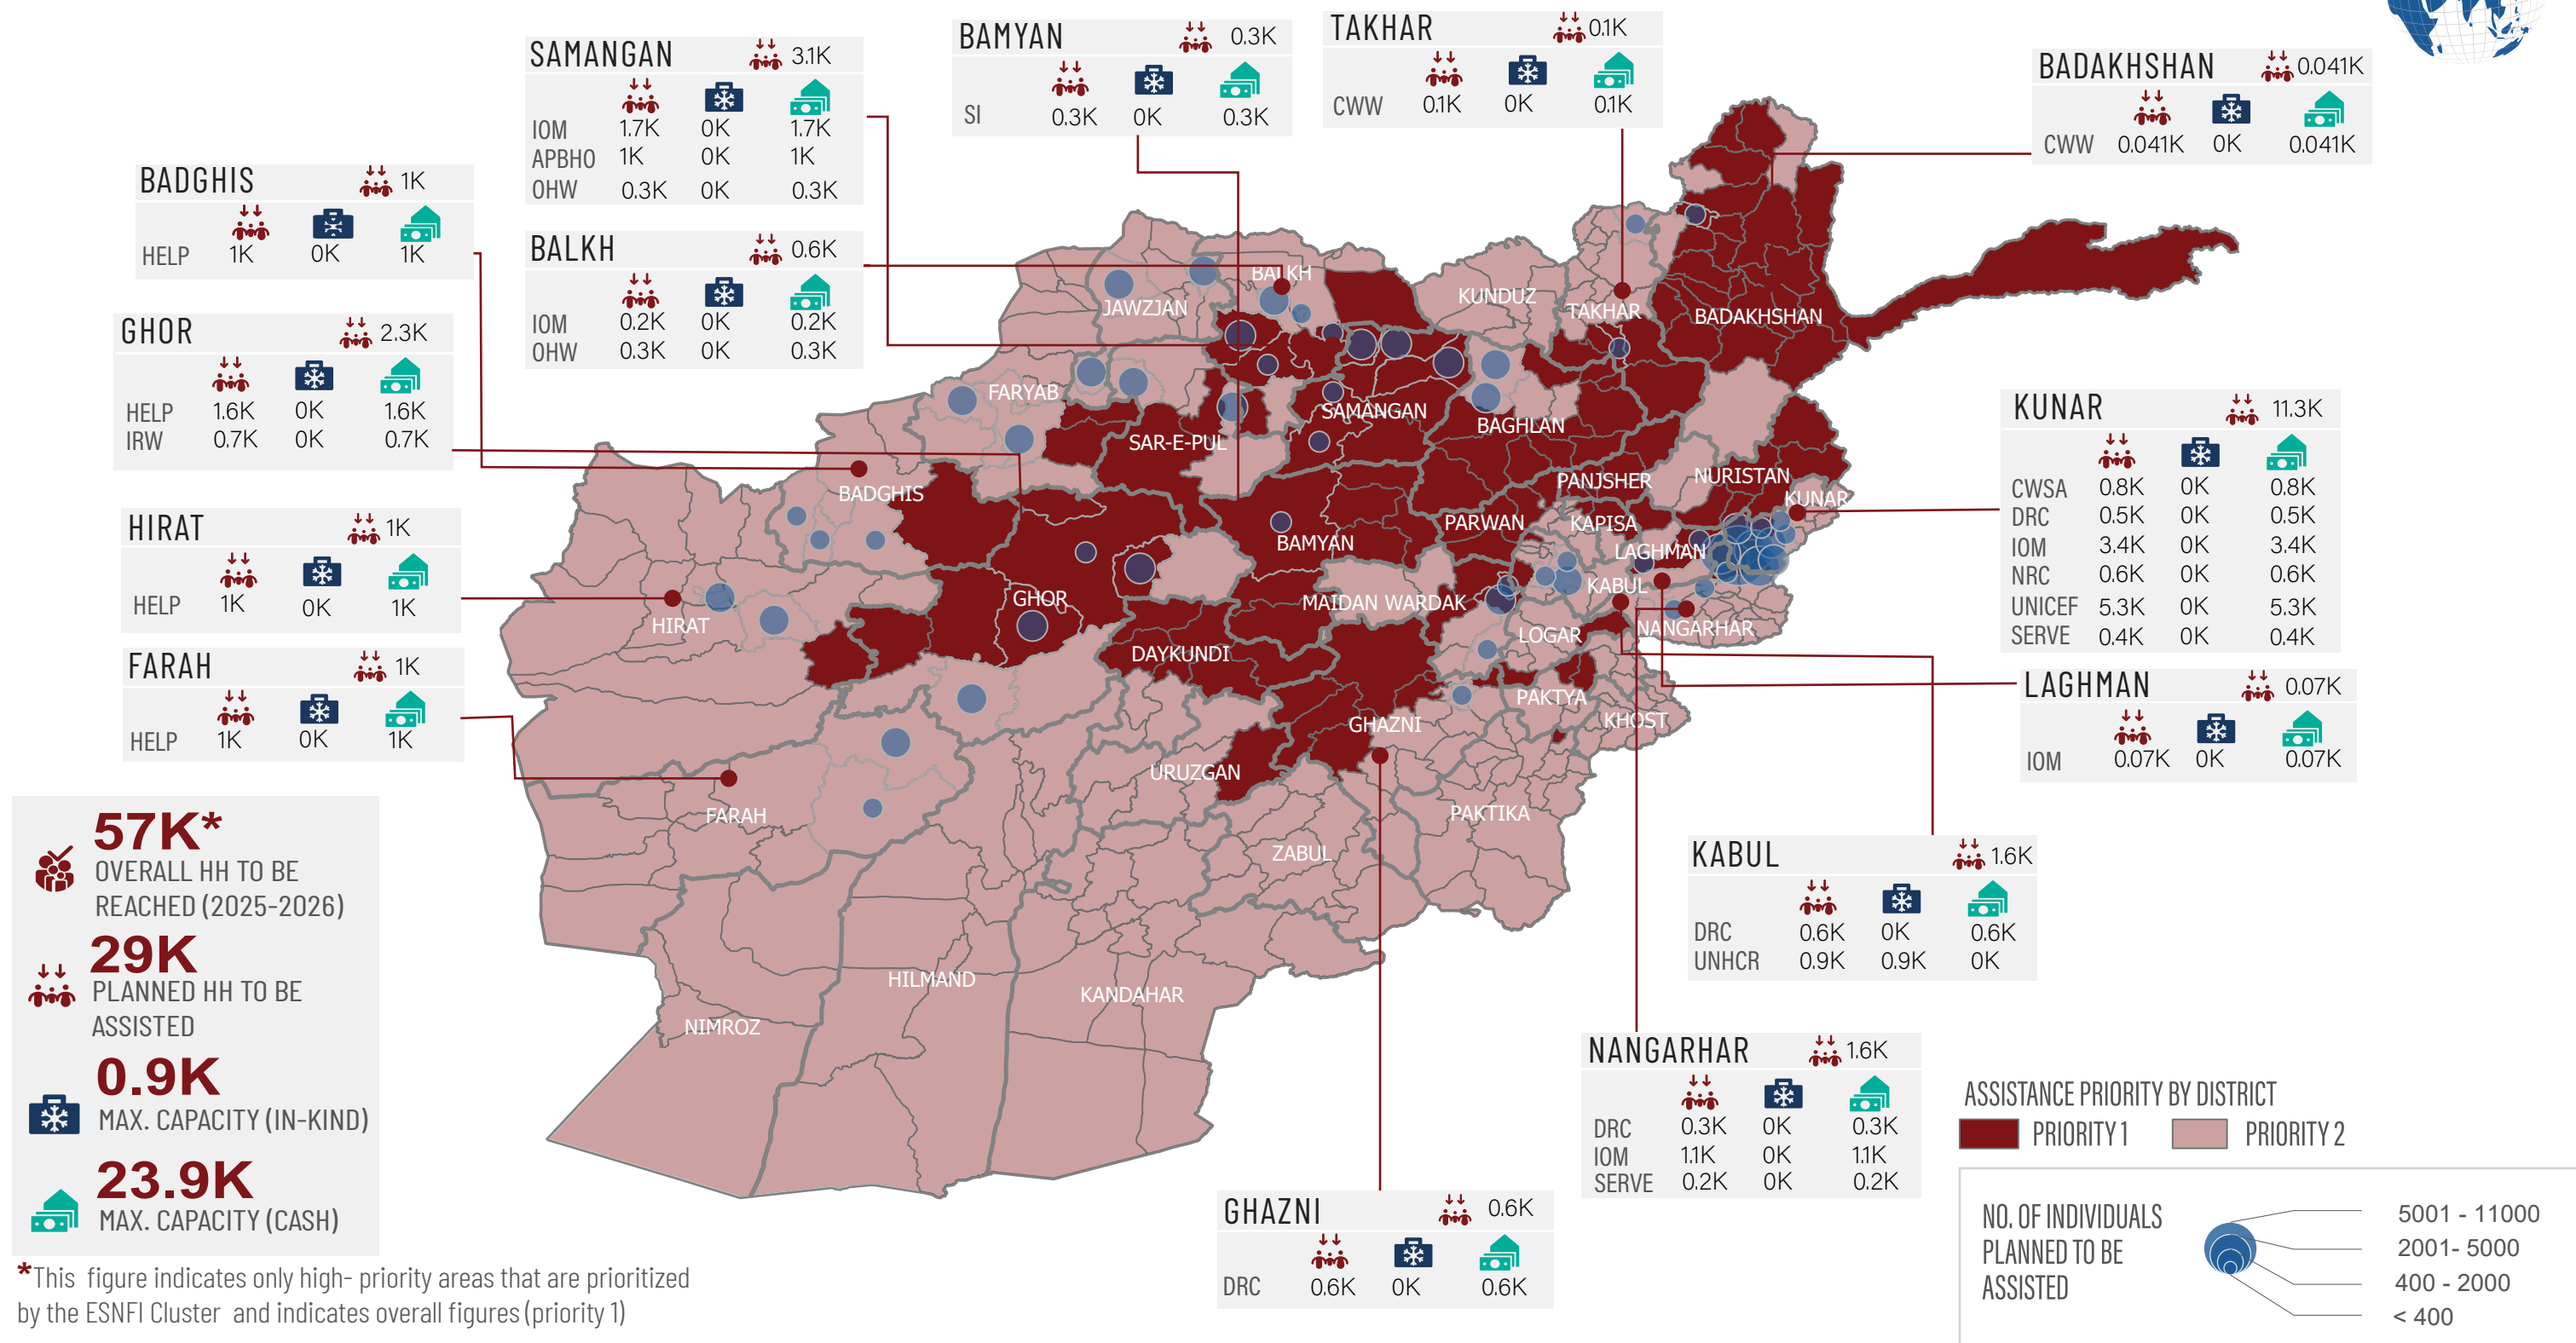 SAMANGAN 3.1K
IOM 1.7K 0K 1.7K
APBHO 1K 0K 1K
OHW 0.3K 0K 0.3K
BAMYAN 0.3K
SI 0.3K 0K 0.3K
TAKHAR 0.1K
CWW 0.1K 0K 0.1K
BADAKHSHAN 0.041K
CWW 0.041K 0K 0.041K
BADGHIS 1K
HELP 1K 0K 1K
BALKH 0.6K
IOM 0.2K 0K 0.2K
OHW 0.3K 0K 0.3K
GHOR 2.3K
HELP 1.6K 0K 1.6K
IRW 0.7K 0K 0.7K
HIRAT 1K
HELP 1K 0K 1K
FARAH 1K
HELP 1K 0K 1K
KUNAR 11.3K
CWSA 0.8K 0K 0.8K
DRC 0.5K 0K 0.5K
IOM 3.4K 0K 3.4K
NRC 0.6K 0K 0.6K
UNICEF 5.3K 0K 5.3K
SERVE 0.4K 0K 0.4K
LAGHMAN 0.07K
IOM 0.07K 0K 0.07K
KABUL 1.6K
DRC 0.6K 0K 0.6K
UNHCR 0.9K 0.9K 0K
NANGARHAR 1.6K
DRC 0.3K 0K 0.3K
IOM 1.1K 0K 1.1K
SERVE 0.2K 0K 0.2K
GHAZNI 0.6K
DRC 0.6K 0K 0.6K
BALKH
JAWZJAN
KUNDUZ
TAKHAR
BADAKHSHAN
FARYAB
SAMANGAN
BAGHLAN
SAR-E-PUL
BADGHIS
PANJSHER
NURISTAN
KUNAR
PARWAN
KAPISA
BAMYAN
LAGHMAN
KABUL
GHOR
MAIDAN WARDAK
HIRAT
LOGAR
NANGARHAR
DAYKUNDI
PAKTYA
KHOST
GHAZNI
URUZGAN
FARAH
PAKTIKA
ZABUL
HILMAND
KANDAHAR
NIMROZ
57K*
OVERALL HH TO BE
REACHED (2025-2026)
29K
PLANNED HH TO BE
ASSISTED
0.9K
MAX. CAPACITY (IN-KIND)
23.9K
MAX. CAPACITY (CASH)
*This figure indicates only high- priority areas that are prioritized
by the ESNFI Cluster and indicates overall figures (priority 1)
ASSISTANCE PRIORITY BY DISTRICT
PRIORITY 1 PRIORITY 2
NO. OF INDIVIDUALS
PLANNED TO BE
ASSISTED
5001 - 11000
2001- 5000
400 - 2000
< 400